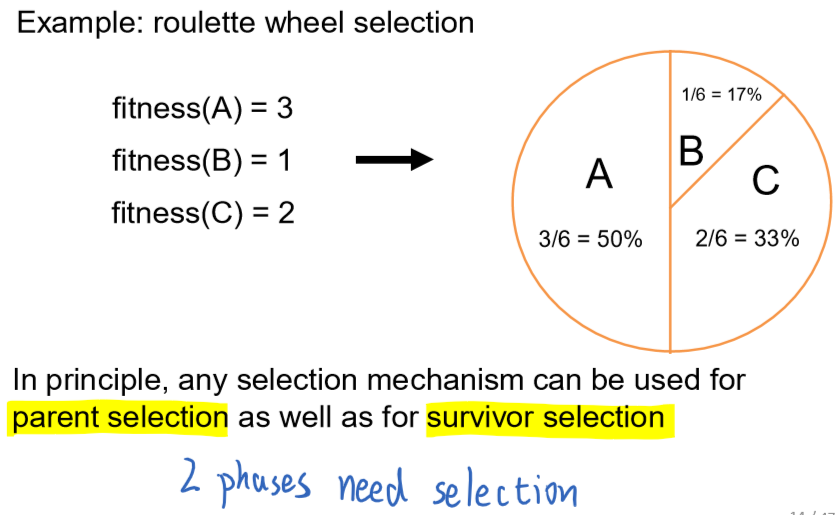 Example: roulette wheel selection
fitness(A) = 3
fitness(B) = 1
fitness(C) = 2
1/6 = 17%
B
A
C
3/6 = 50%
2/6 = 33%
In principle, any selection mechanism can be used for
parent selection as well as for survivor selection
2 phases need selection